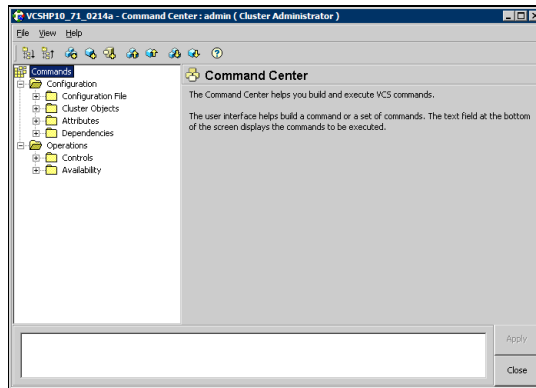 VCSHP10_71_0214a - Command Center : admin ( Cluster Administrator )
File View Help
Commands
Configuration
Configuration File
Cluster Objects
Attributes
Dependencies
Operations
Controls
Availability
Command Center
The Command Center helps you build and execute VCS commands.
The user interface helps build a command or a set of commands. The text field at the bottom
of the screen displays the commands to be executed.
Apply
Close